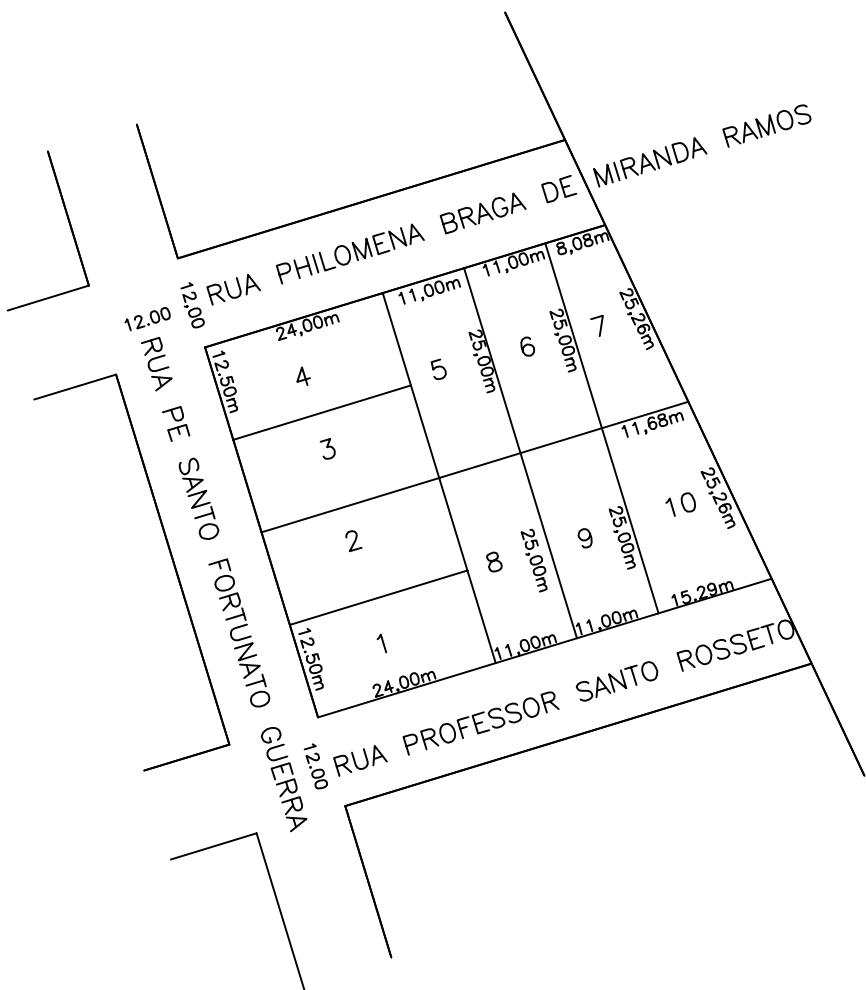 RUA PHILOMENA BRAGA DE MIRANDA RAMOS
12.00
12,00
RUA PE SANTO FORTUNATO GUERRA
24,00m
11,00m
11,00m
8,08m
12.50m
4
5
25,00m
6
25,00m
7
25,26m
3
11,68m
2
8
25,00m
9
25,00m
10
25,26m
1
12.50m
24,00m
11,00m
11,00m
15,29m
12.00
RUA PROFESSOR SANTO ROSSETO